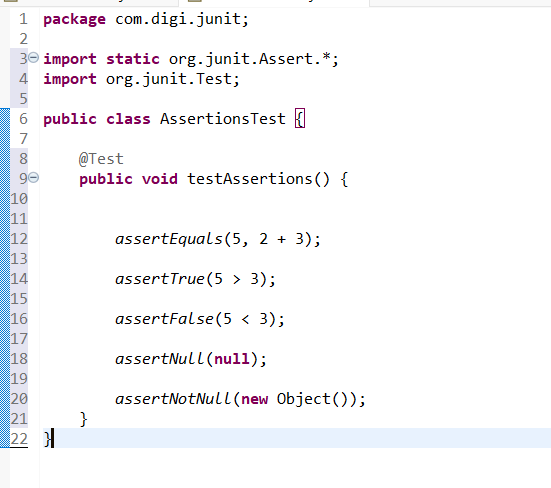 1 package com.digi.junit;
2
3 import static org.junit.Assert.*;
4 import org.junit.Test;
5
6 public class AssertionsTest {
7
8     @Test
9     public void testAssertions() {
10
11
12         assertEquals(5, 2 + 3);
13
14         assertTrue(5 > 3);
15
16         assertFalse(5 < 3);
17
18         assertNull(null);
19
20         assertNotNull(new Object());
21     }
22 }